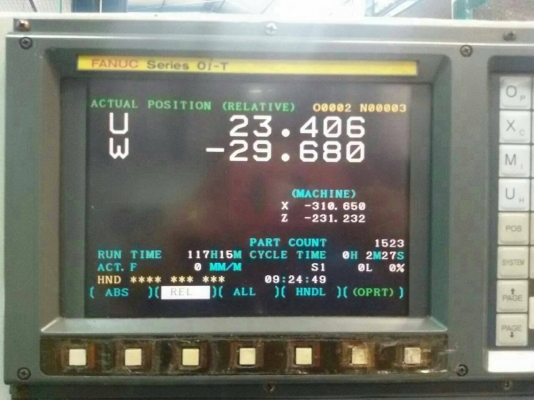 FANUC Series Oi-T
ACTUAL POSITION (RELATIVE) O0002 N00003
U 23.406
W -29.680
(MACHINE)
X -310.650
Z -231.232
PART COUNT 1523
RUN TIME 117H15M CYCLE TIME 0H 2M27S
ACT.F 0 MM/M S1 0L 0%
HND **** *** *** 09:24:49
[ ABS ][ REL ][ ALL ][ HNDL ][ (OPRT) ]
O P
X C
M I
U H
POS
SYSTEM
PAGE
PAGE